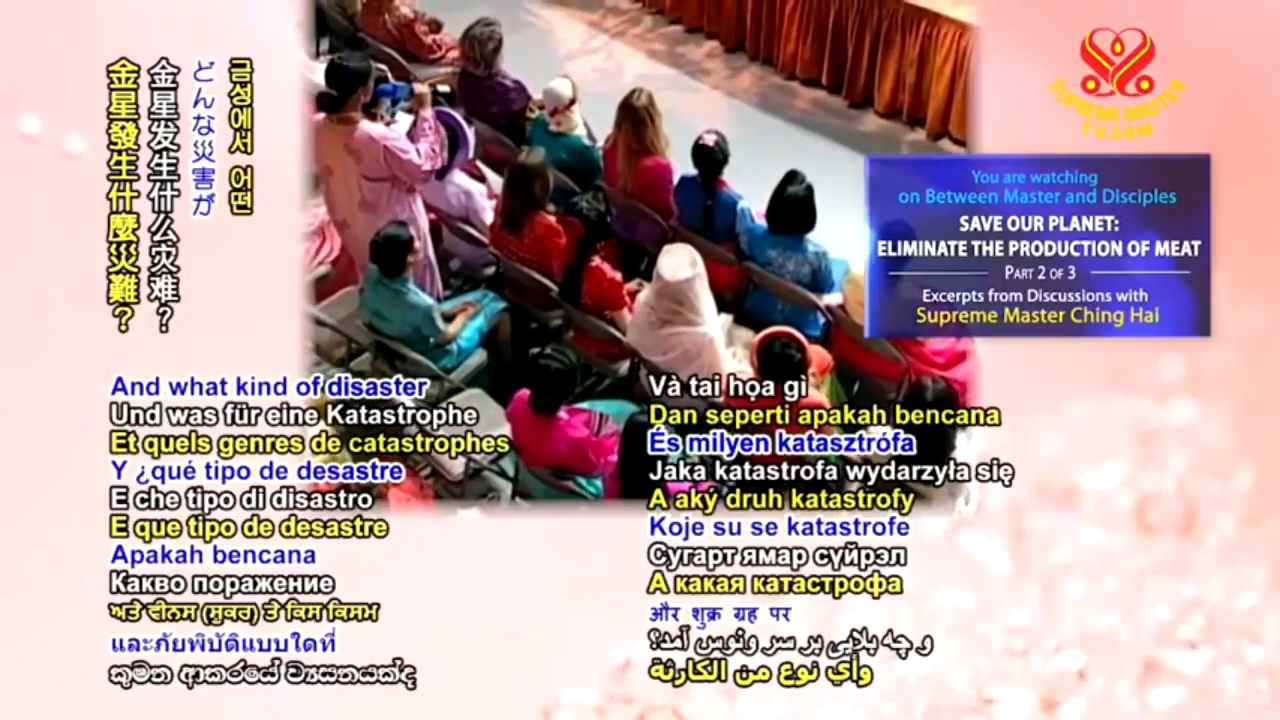 금성에서 어떤
どんな災害が
金星发生什么灾难？
金星發生什麼災難？
SUPREME MASTER
TV.COM
You are watching
on Between Master and Disciples
SAVE OUR PLANET:
ELIMINATE THE PRODUCTION OF MEAT
PART 2 OF 3
Excerpts from Discussions with
Supreme Master Ching Hai
And what kind of disaster
Und was für eine Katastrophe
Et quels genres de catastrophes
Y ¿qué tipo de desastre
E che tipo di disastro
E que tipo de desastre
Apakah bencana
Какво поражение
ਅਤੇ ਵੀਨਸ (ਸ਼ੁਕਰ) ਤੇ ਕਿਸ ਕਿਸਮ
และภัยพิบัติแบบใดที่
කුමන ආකාරයේ ව්‍යසනයක්ද
Và tai họa gì
Dan seperti apakah bencana
És milyen katasztrófa
Jaka katastrofa wydarzyła się
A aký druh katastrofy
Koje su se katastrofe
Сугарт ямар сүйрэл
А какая катастрофа
और शुक्र ग्रह पर
و چه بلایی بر سر ونوس آمد؟
وأي نوع من الكارثة